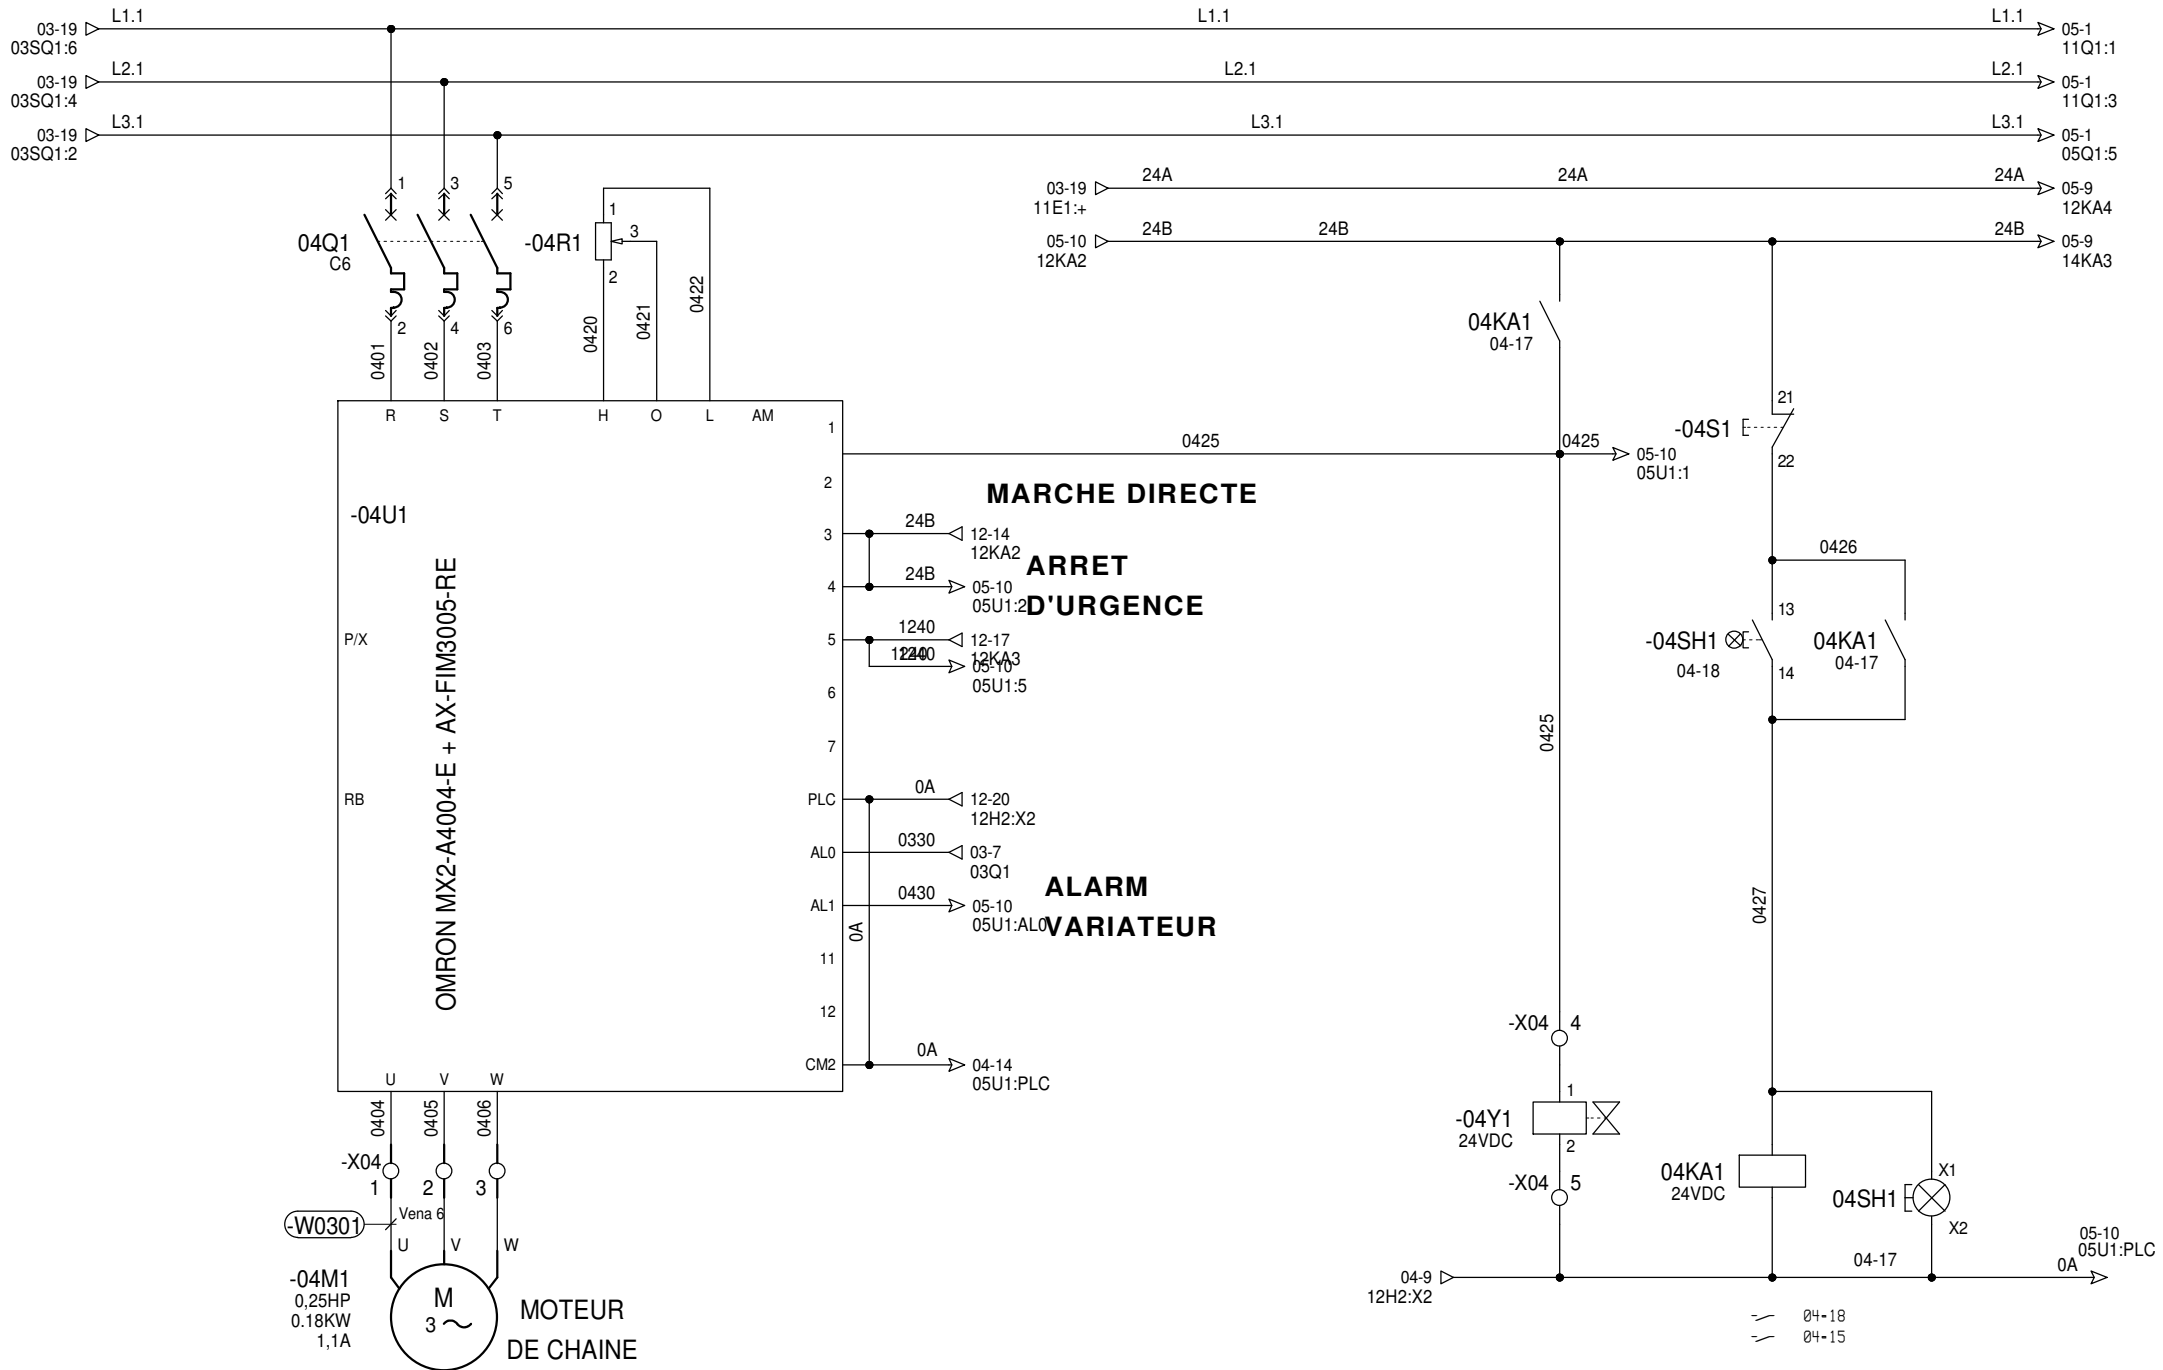 L1.1
L1.1
L1.1
03-19
03SQ1:6
05-1
11Q1:1
L2.1
L2.1
L2.1
03-19
03SQ1:4
05-1
11Q1:3
L3.1
L3.1
L3.1
03-19
03SQ1:2
05-1
05Q1:5
24A
24A
24A
03-19
11E1:+
05-9
12KA4
24B
24B
24B
05-10
12KA2
05-9
14KA3
1
3
5
04Q1
C6
2
4
6
-04R1
1
3
2
0401
0402
0403
0420
0421
0422
R
S
T
H
O
L
AM
-04U1
OMRON MX2-A4004-E + AX-FIM3005-RE
P/X
RB
1
2
3
4
5
6
7
PLC
AL0
AL1
11
12
CM2
0425
0425
05-10
05U1:1
MARCHE DIRECTE
24B
12-14
12KA2
ARRET
D'URGENCE
24B
05-10
05U1:2
1240
12-17
12KA3
1240
05-10
05U1:5
0A
12-20
12H2:X2
0330
03-7
03Q1
ALARM
VARIATEUR
0430
05-10
05U1:AL0
0A
0A
04-14
05U1:PLC
U
V
W
0404
0405
0406
-X04
1
2
3
-W0301
Vena 6
U
V
W
-04M1
0,25HP
0.18KW
1,1A
M
3
MOTEUR
DE CHAINE
04KA1
04-17
0425
-X04
4
-04Y1
24VDC
1
2
-X04
5
-04S1
21
22
0426
-04SH1
04-18
13
14
04KA1
04-17
0427
04KA1
24VDC
04SH1
X1
X2
04-9
12H2:X2
04-17
0A
05-10
05U1:PLC
04-18
04-15